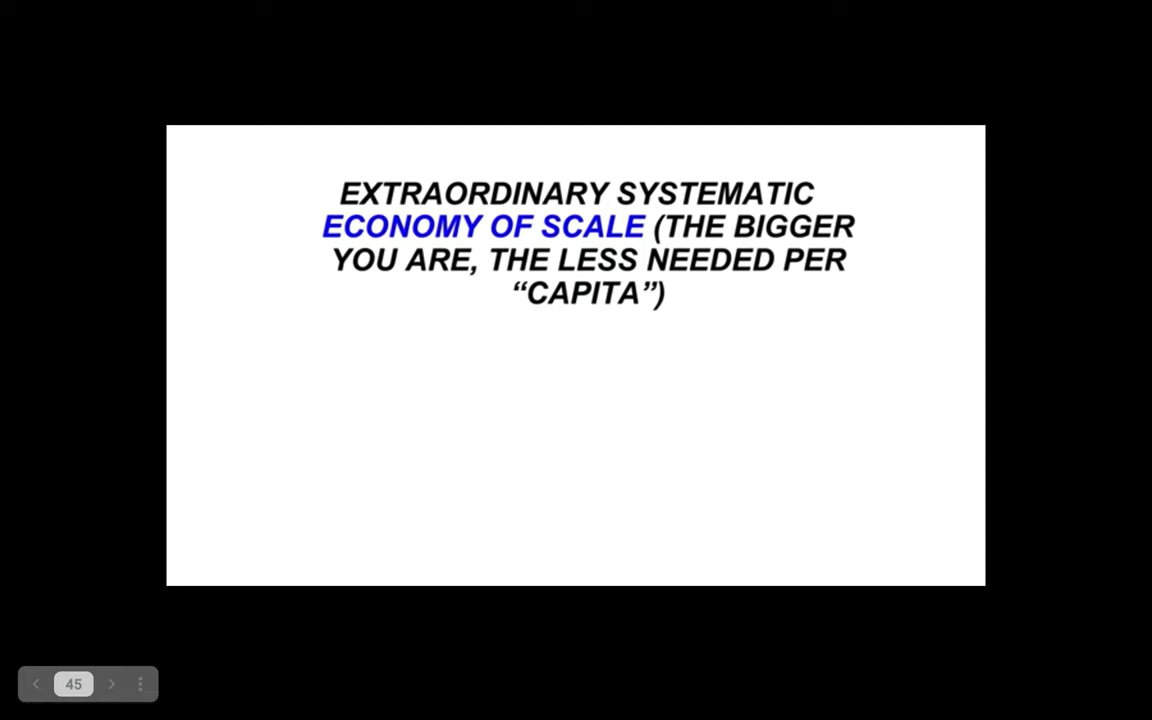 EXTRAORDINARY SYSTEMATIC
ECONOMY OF SCALE (THE BIGGER
YOU ARE, THE LESS NEEDED PER
“CAPITA”)
45